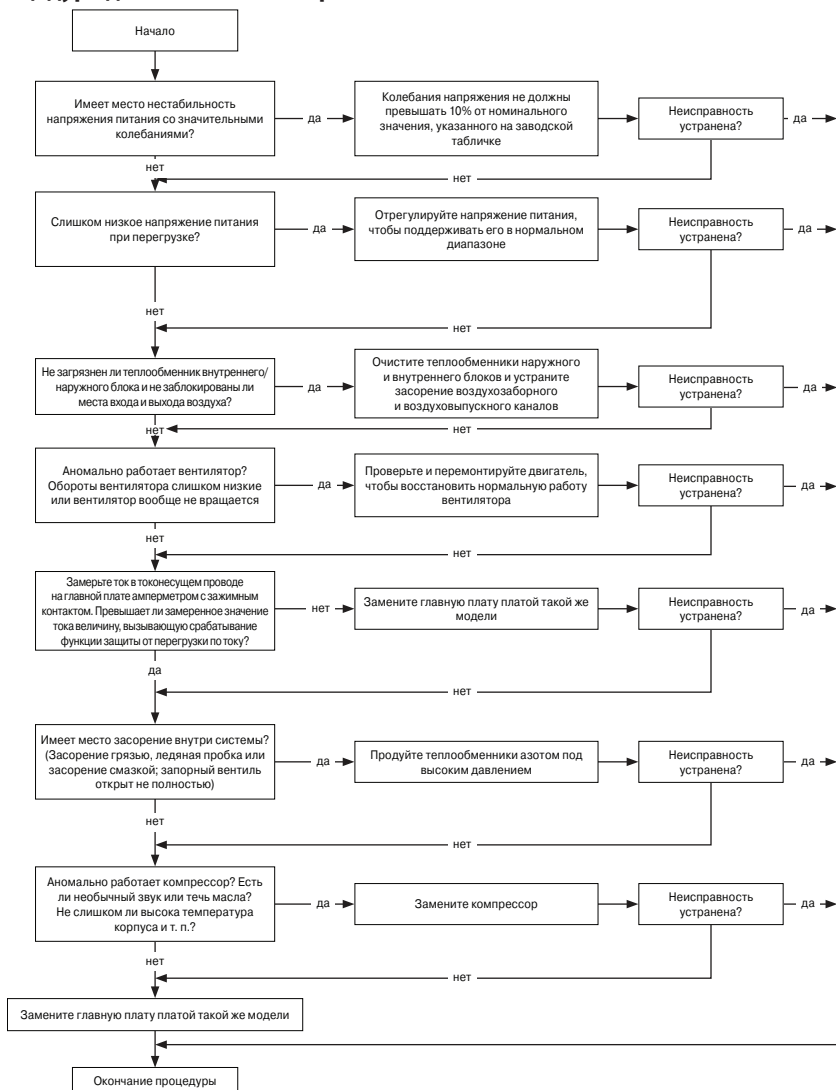 Начало
Имеет место нестабильность
напряжения питания со значительными
колебаниями?
да
Колебания напряжения не должны
превышать 10% от номинального
значения, указанного на заводской
табличке
Неисправность
устранена?
да
нет
нет
Слишком низкое напряжение питания
при перегрузке?
да
Отрегулируйте напряжение питания,
чтобы поддерживать его в нормальном
диапазоне
Неисправность
устранена?
да
нет
нет
Не загрязнен ли теплообменник внутреннего/
наружного блока и не заблокированы ли
места входа и выхода воздуха?
да
Очистите теплообменники наружного
и внутреннего блоков и устраните
засорение воздухозаборного
и воздуховыпускного каналов
Неисправность
устранена?
да
нет
нет
Аномально работает вентилятор?
Обороты вентилятора слишком низкие
или вентилятор вообще не вращается
да
Проверьте и перемонтируйте двигатель,
чтобы восстановить нормальную работу
вентилятора
Неисправность
устранена?
да
нет
нет
Замерьте ток в токонесущем проводе
на главной плате амперметром с зажимным
контактом. Превышает ли замеренное значение
тока величину, вызывающую срабатывание
функции защиты от перегрузки по току?
нет
Замените главную плату платой такой же
модели
Неисправность
устранена?
да
да
нет
Имеет место засорение внутри системы?
(Засорение грязью, ледяная пробка или
засорение смазкой; запорный вентиль
открыт не полностью)
да
Продуйте теплообменники азотом под
высоким давлением
Неисправность
устранена?
да
нет
нет
Аномально работает компрессор? Есть
ли необычный звук или течь масла?
Не слишком ли высока температура
корпуса и т. п.?
да
Замените компрессор
Неисправность
устранена?
да
нет
нет
Замените главную плату платой такой же модели
Окончание процедуры